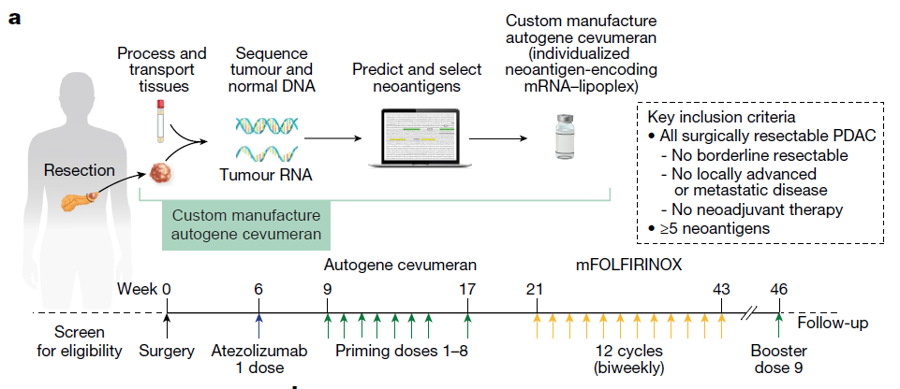 a
Process and
transport
tissues
Sequence
tumour and
normal DNA
Tumour RNA
Predict and select
neoantigens
Custom manufacture
autogene cevumeran
(individualized
neoantigen-encoding
mRNA–lipoplex)
Resection
Custom manufacture
autogene cevumeran
Key inclusion criteria
• All surgically resectable PDAC
- No borderline resectable
- No locally advanced
or metastatic disease
- No neoadjuvant therapy
• ≥5 neoantigens
Autogene cevumeran
mFOLFIRINOX
Week 0 6 9 17 21 43 46
Follow-up
Screen
for eligibility
Surgery
Atezolizumab
1 dose
Priming doses 1–8
12 cycles
(biweekly)
Booster
dose 9